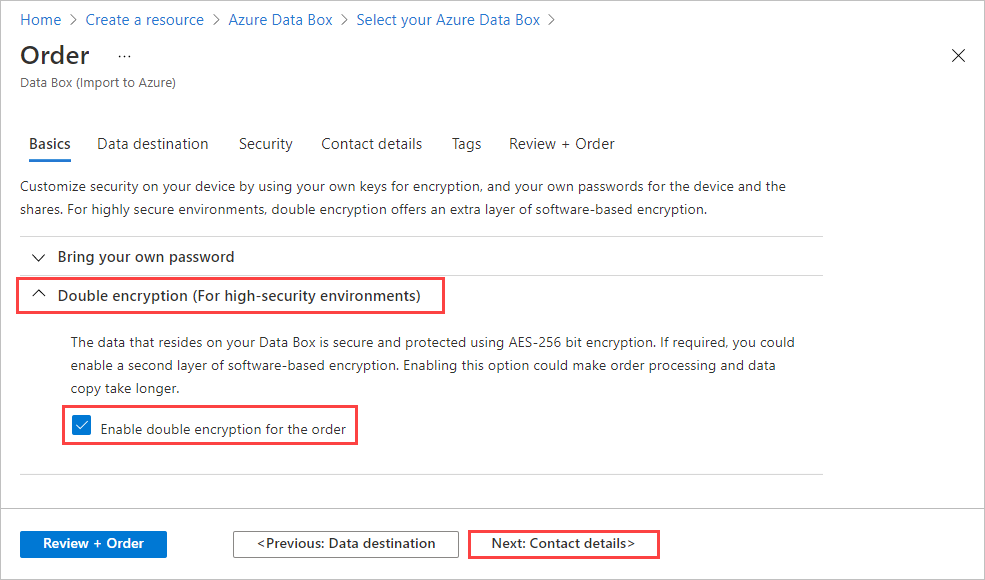 Home > Create a resource > Azure Data Box > Select your Azure Data Box >
Order ...
Data Box (Import to Azure)
Basics Data destination Security Contact details Tags Review + Order
Customize security on your device by using your own keys for encryption, and your own passwords for the device and the
shares. For highly secure environments, double encryption offers an extra layer of software-based encryption.
Bring your own password
Double encryption (For high-security environments)
The data that resides on your Data Box is secure and protected using AES-256 bit encryption. If required, you could
enable a second layer of software-based encryption. Enabling this option could make order processing and data
copy take longer.
Enable double encryption for the order
Review + Order <Previous: Data destination Next: Contact details>